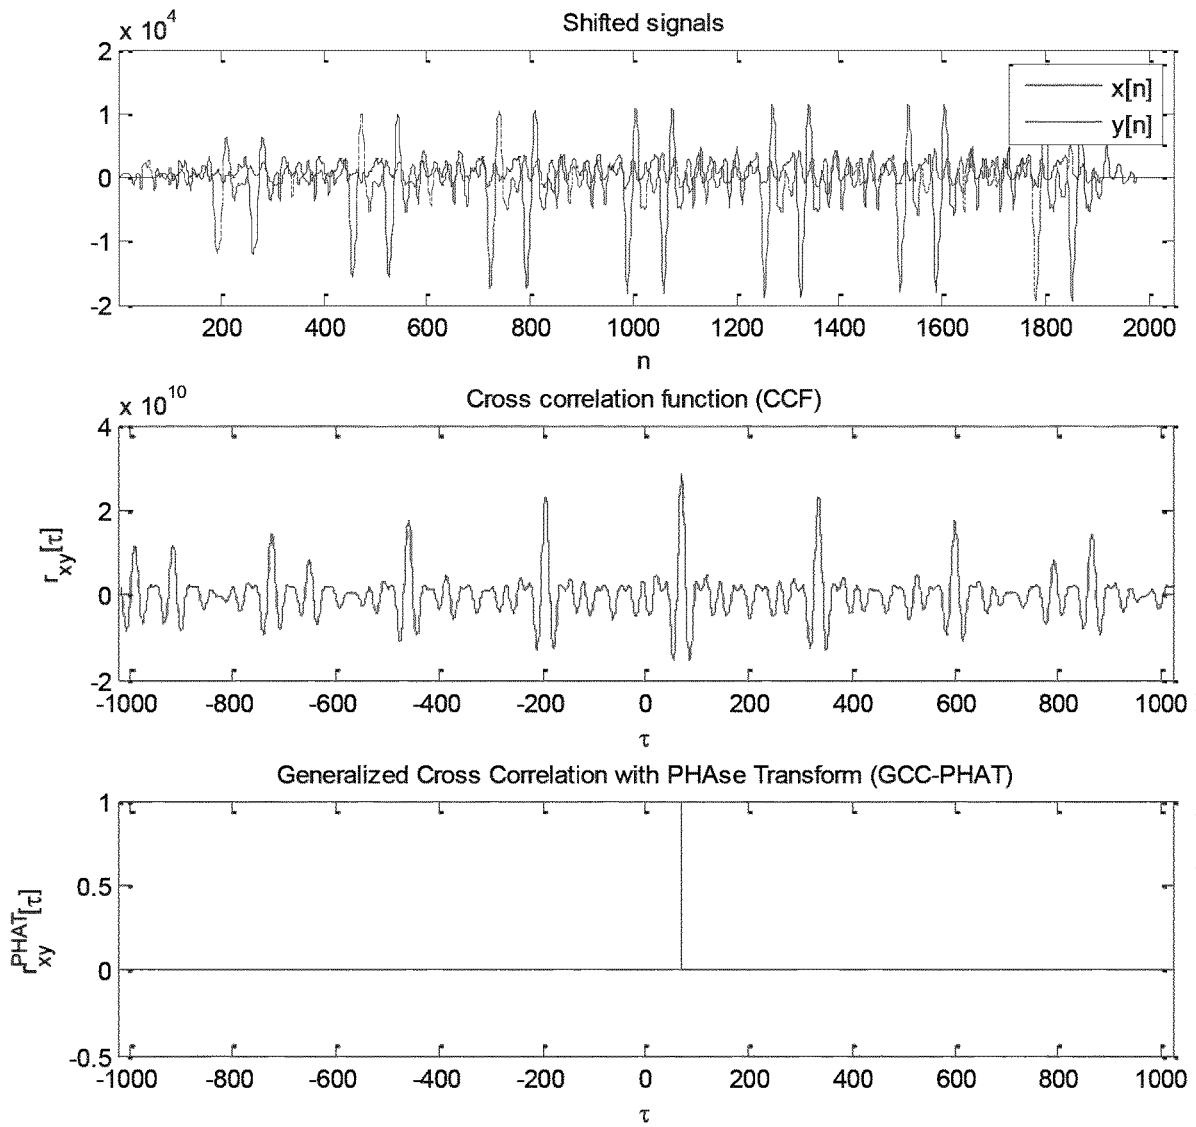 Shifted signals
x 10^4
2
1
0
-1
-2
x[n]
y[n]
200 400 600 800 1000 1200 1400 1600 1800 2000
n
Cross correlation function (CCF)
x 10^10
4
2
0
-2
r_xy[τ]
-1000 -800 -600 -400 -200 0 200 400 600 800 1000
τ
Generalized Cross Correlation with PHAse Transform (GCC-PHAT)
1
0.5
0
-0.5
r_xy^PHAT[τ]
-1000 -800 -600 -400 -200 0 200 400 600 800 1000
τ